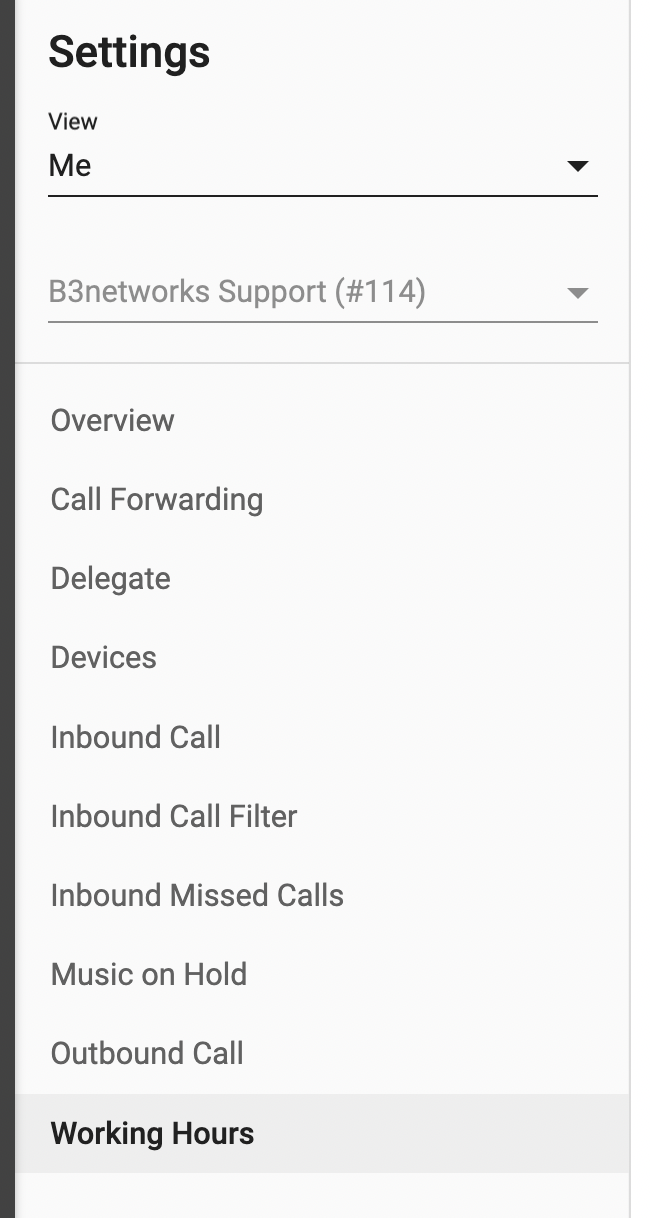 Settings
View
Me
B3networks Support (#114)
Overview
Call Forwarding
Delegate
Devices
Inbound Call
Inbound Call Filter
Inbound Missed Calls
Music on Hold
Outbound Call
Working Hours